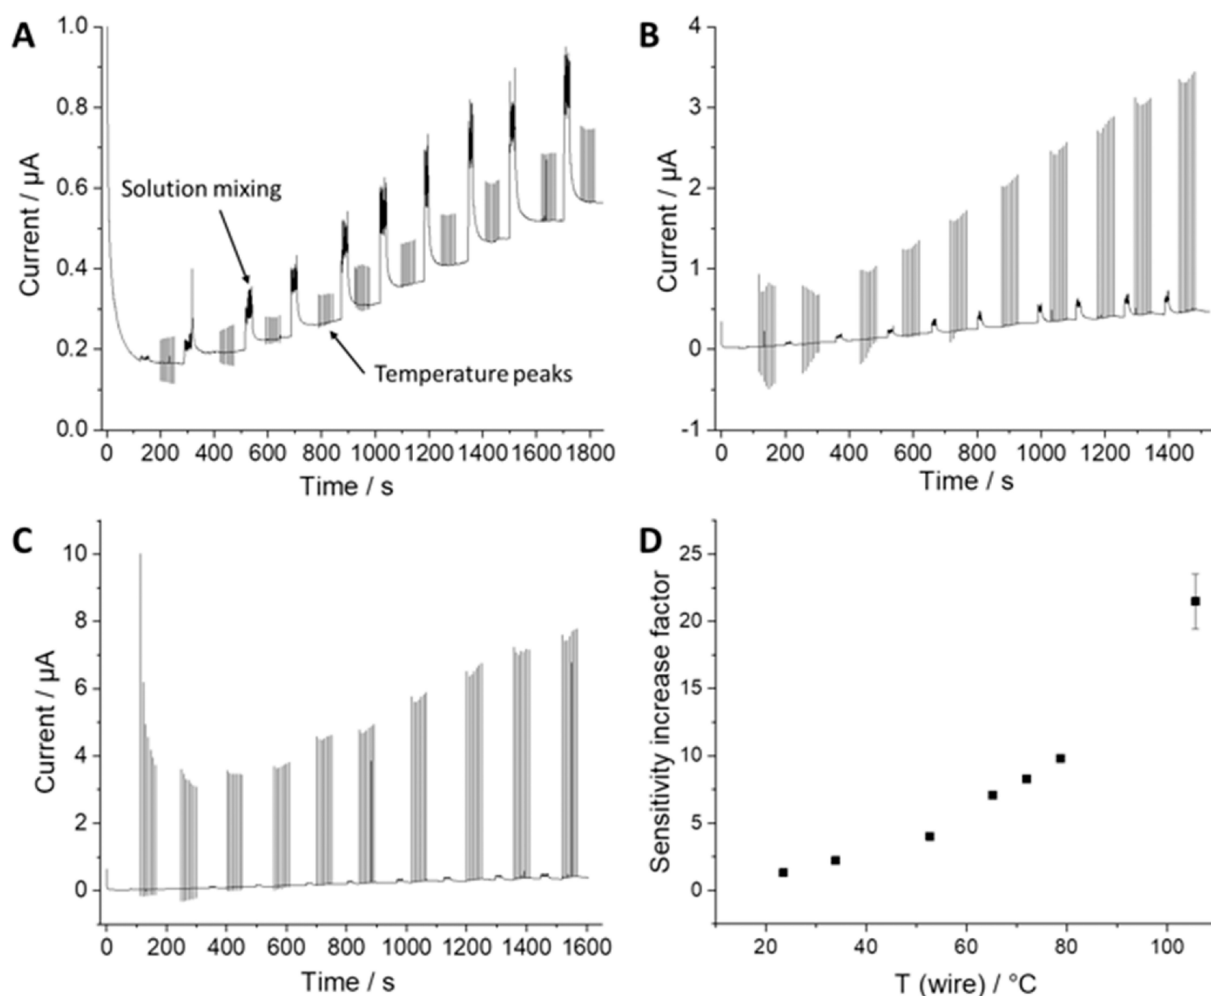 A
Current / µA
1.0
0.8
0.6
0.4
0.2
0.0
Solution mixing
Temperature peaks
200 400 600 800 1000 1200 1400 1600 1800
Time / s
B
Current / µA
4
3
2
1
0
-1
0 200 400 600 800 1000 1200 1400
Time / s
C
Current / µA
10
8
6
4
2
0
0 200 400 600 800 1000 1200 1400 1600
Time / s
D
Sensitivity increase factor
25
20
15
10
5
0
20 40 60 80 100
T (wire) / °C